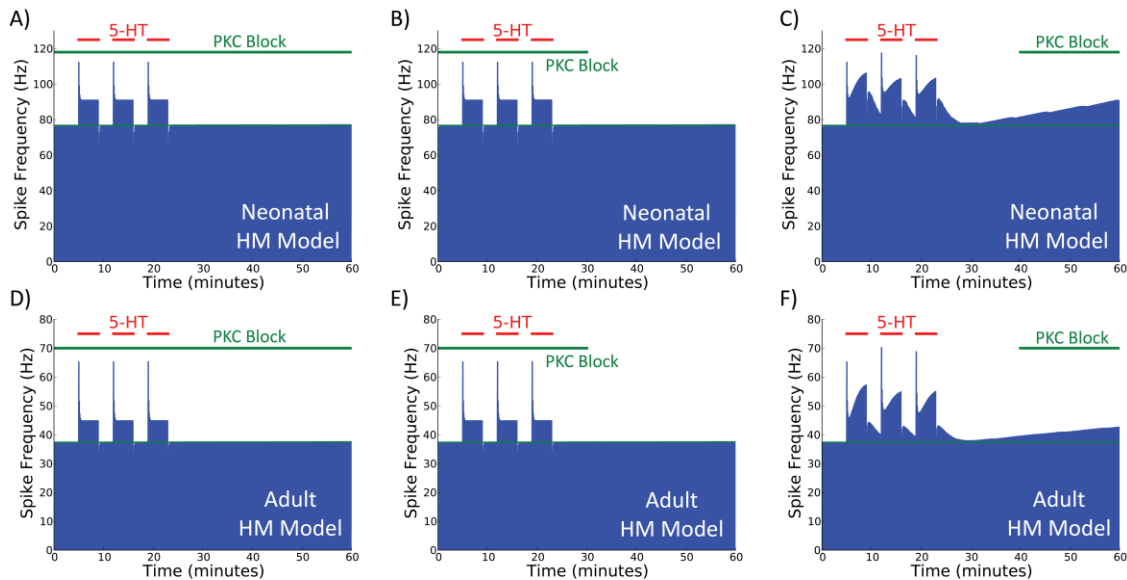 A)
5-HT
PKC Block
120
100
80
60
40
20
0
Spike Frequency (Hz)
Neonatal
HM Model
0 10 20 30 40 50 60
Time (minutes)
B)
5-HT
PKC Block
120
100
80
60
40
20
0
Spike Frequency (Hz)
Neonatal
HM Model
0 10 20 30 40 50 60
Time (minutes)
C)
5-HT
PKC Block
120
100
80
60
40
20
0
Spike Frequency (Hz)
Neonatal
HM Model
0 10 20 30 40 50 60
Time (minutes)
D)
5-HT
PKC Block
80
70
60
50
40
30
20
10
0
Spike Frequency (Hz)
Adult
HM Model
0 10 20 30 40 50 60
Time (minutes)
E)
5-HT
PKC Block
80
70
60
50
40
30
20
10
0
Spike Frequency (Hz)
Adult
HM Model
0 10 20 30 40 50 60
Time (minutes)
F)
5-HT
PKC Block
80
70
60
50
40
30
20
10
0
Spike Frequency (Hz)
Adult
HM Model
0 10 20 30 40 50 60
Time (minutes)